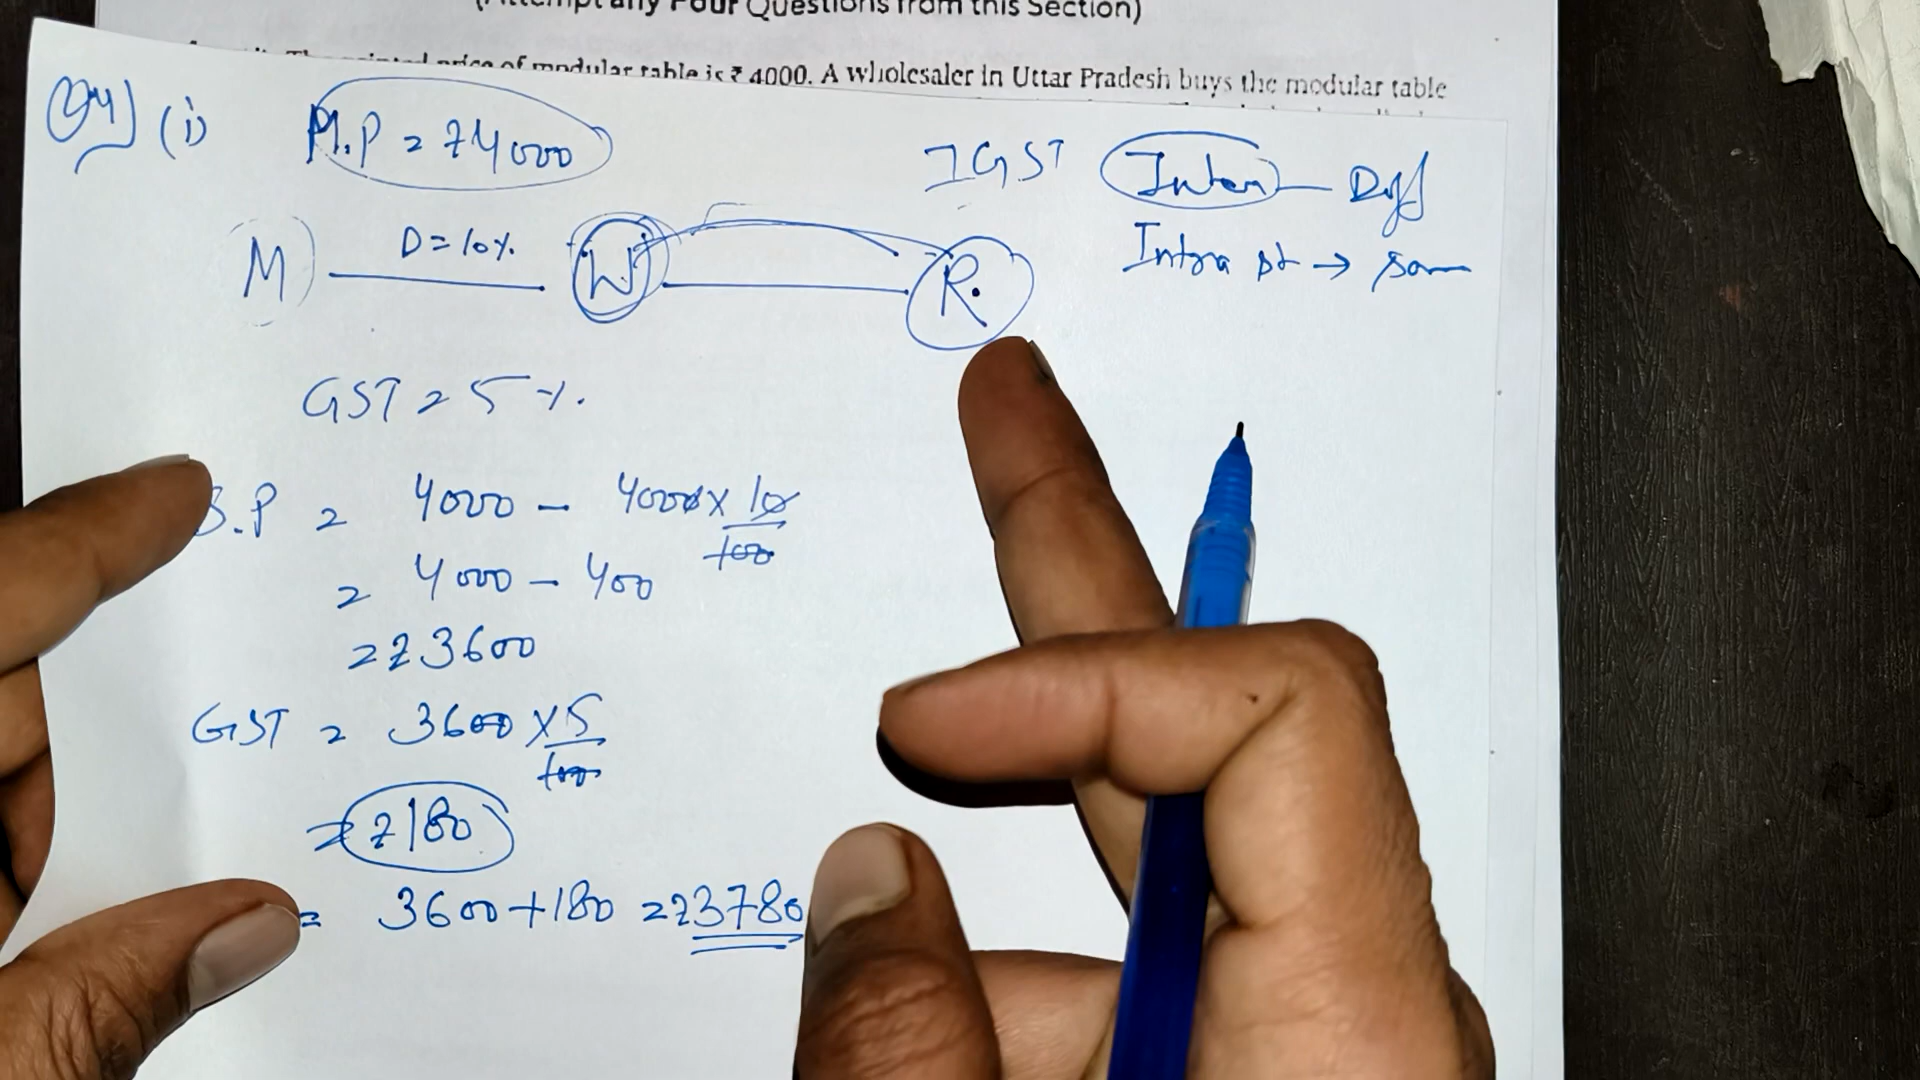 (Attempt any Four Questions from this Section)
price of modular table is ₹ 4000. A wholesaler in Uttar Pradesh buys the modular table
Q4) (i) M.P = ₹4000 IGST Inter — Diff
M D=10%. W R. Intra st → same
GST = 5%.
S.P = 4000 - 4000 × 10
100
= 4000 - 400
= ₹3600
GST = 3600 × 5
100
= ₹180
= 3600 + 180 = ₹3780